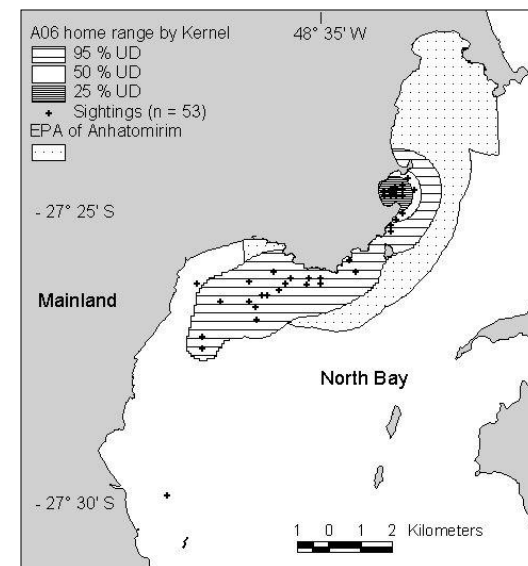 A06 home range by Kernel
95 % UD
50 % UD
25 % UD
Sightings (n = 53)
EPA of Anhatomirim
48° 35' W
- 27° 25' S
Mainland
North Bay
- 27° 30' S
1 0 1 2 Kilometers